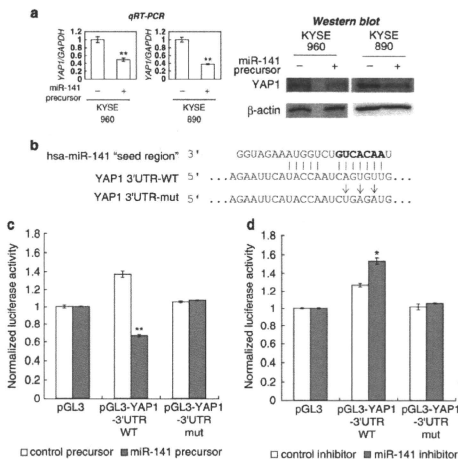 a
qRT-PCR
YAP1/GAPDH
1.2
1
0.8
0.6
0.4
0.2
0
**
YAP1/GAPDH
1.2
1
0.8
0.6
0.4
0.2
0
**
miR-141 precursor
− +
− +
KYSE 960
KYSE 890
Western blot
KYSE 960
KYSE 890
miR-141 precursor
− + − +
YAP1
β-actin
b
hsa-miR-141 “seed region” 3' GGUAGAAAUGGUCUGUCACAAU
YAP1 3'UTR-WT 5' ...AGAAUUCAUACCAAUCAGUGUUG...
YAP1 3'UTR-mut 5' ...AGAAUUCAUACCAAUCUGAGAUG...
c
Normalized luciferase activity
1.8
1.6
1.4
1.2
1
0.8
0.6
0.4
0.2
0
**
pGL3
pGL3-YAP1 -3'UTR WT
pGL3-YAP1 -3'UTR mut
control precursor
miR-141 precursor
d
Normalized luciferase activity
1.8
1.6
1.4
1.2
1
0.8
0.6
0.4
0.2
0
*
pGL3
pGL3-YAP1 -3'UTR WT
pGL3-YAP1 -3'UTR mut
control inhibitor
miR-141 inhibitor